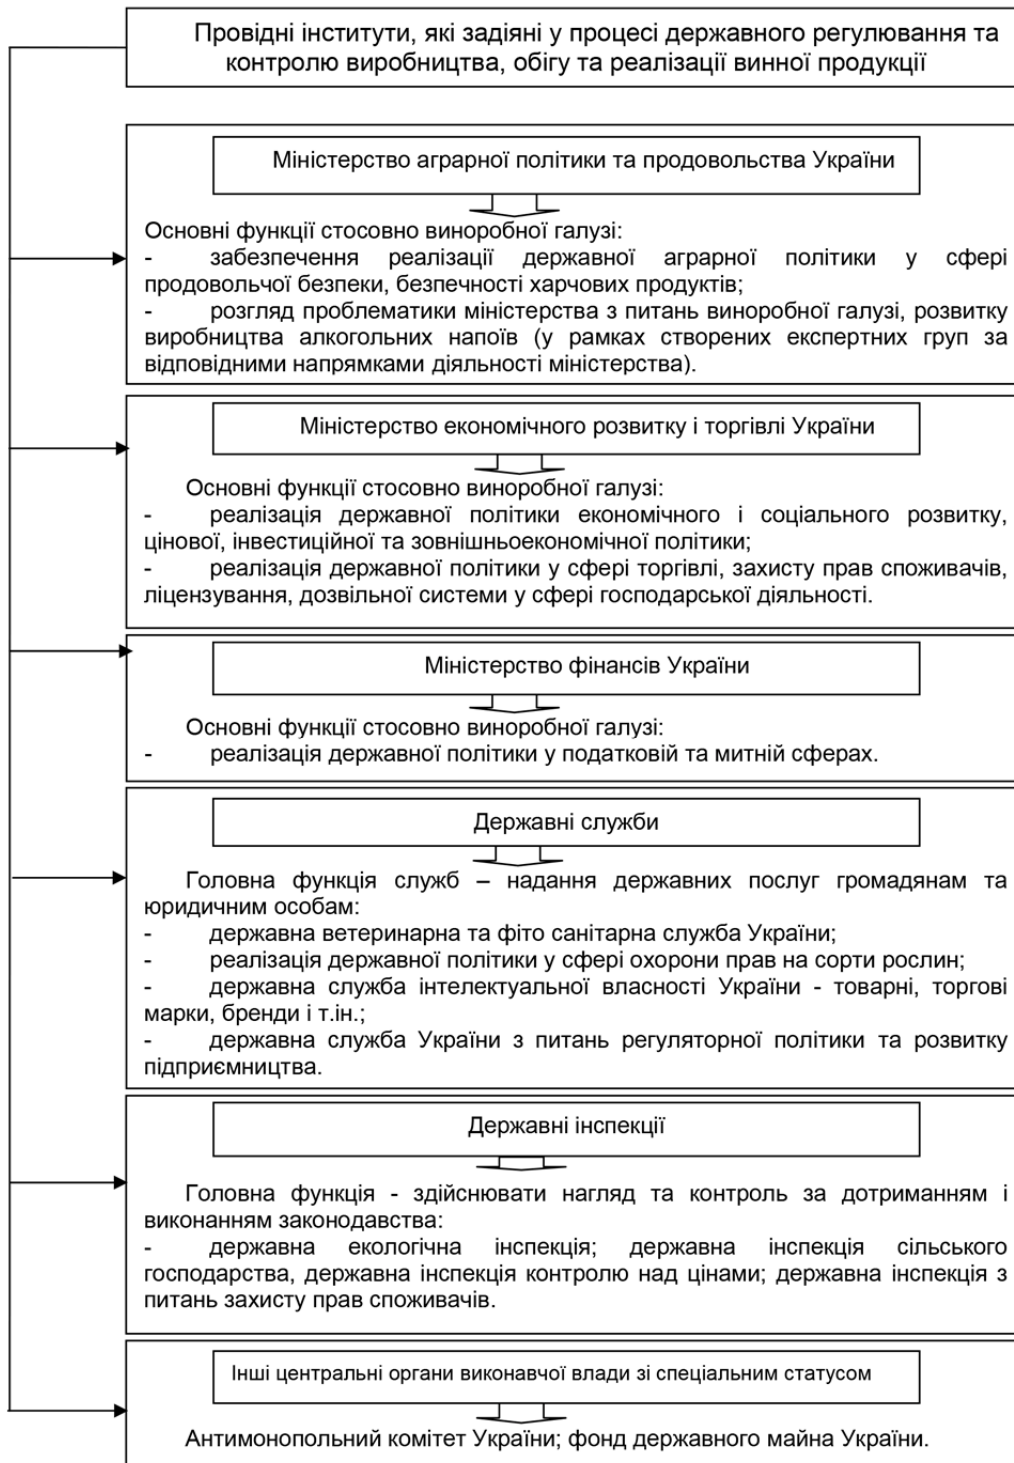 Провідні інститути, які задіяні у процесі державного регулювання та
контролю виробництва, обігу та реалізації винної продукції
Міністерство аграрної політики та продовольства України
Основні функції стосовно виноробної галузі:
- забезпечення реалізації державної аграрної політики у сфері
продовольчої безпеки, безпечності харчових продуктів;
- розгляд проблематики міністерства з питань виноробної галузі, розвитку
виробництва алкогольних напоїв (у рамках створених експертних груп за
відповідними напрямками діяльності міністерства).
Міністерство економічного розвитку і торгівлі України
Основні функції стосовно виноробної галузі:
- реалізація державної політики економічного і соціального розвитку,
цінової, інвестиційної та зовнішньоекономічної політики;
- реалізація державної політики у сфері торгівлі, захисту прав споживачів,
ліцензування, дозвільної системи у сфері господарської діяльності.
Міністерство фінансів України
Основні функції стосовно виноробної галузі:
- реалізація державної політики у податковій та митній сферах.
Державні служби
Головна функція служб – надання державних послуг громадянам та
юридичним особам:
- державна ветеринарна та фіто санітарна служба України;
- реалізація державної політики у сфері охорони прав на сорти рослин;
- державна служба інтелектуальної власності України - товарні, торгові
марки, бренди і т.ін.;
- державна служба України з питань регуляторної політики та розвитку
підприємництва.
Державні інспекції
Головна функція - здійснювати нагляд та контроль за дотриманням і
виконанням законодавства:
- державна екологічна інспекція; державна інспекція сільського
господарства, державна інспекція контролю над цінами; державна інспекція з
питань захисту прав споживачів.
Інші центральні органи виконавчої влади зі спеціальним статусом
Антимонопольний комітет України; фонд державного майна України.